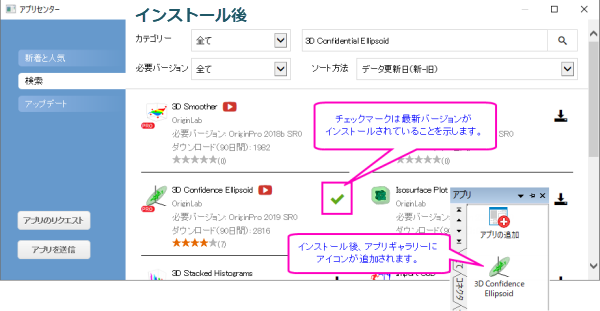 アプリセンター
インストール後
カテゴリー 全て
3D Confidential Ellipsoid
必要バージョン 全て
ソート方法 データ更新日(新-旧)
新着と人気
検索
アップデート
アプリのリクエスト
アプリを送信
3D Smoother
OriginLab
必要バージョン: OriginPro 2018b SR0
ダウンロード(90日間): 1982
(0)
PRO
チェックマークは最新バージョンが
インストールされていることを示します。
3D Confidence Ellipsoid
OriginLab
必要バージョン: OriginPro 2019 SR0
ダウンロード(90日間): 2816
(7)
PRO
Isosurface Plot
OriginLab
3D Stacked Histograms
アプリ
アプリの追加
インストール後、アプリギャラリーに
アイコンが追加されます。
コネクタ
3D Confidence
Ellipsoid